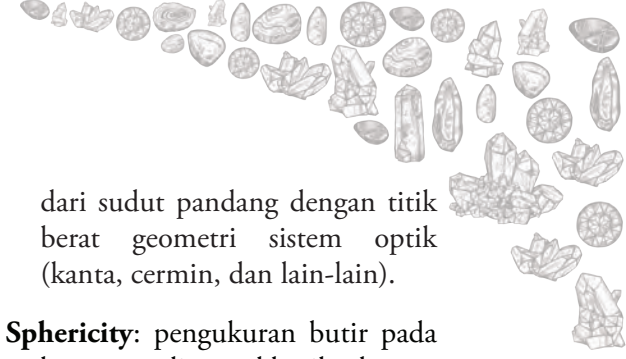 dari sudut pandang dengan titik
berat geometri sistem optik
(kanta, cermin, dan lain-lain).
Sphericity: pengukuran butir pada